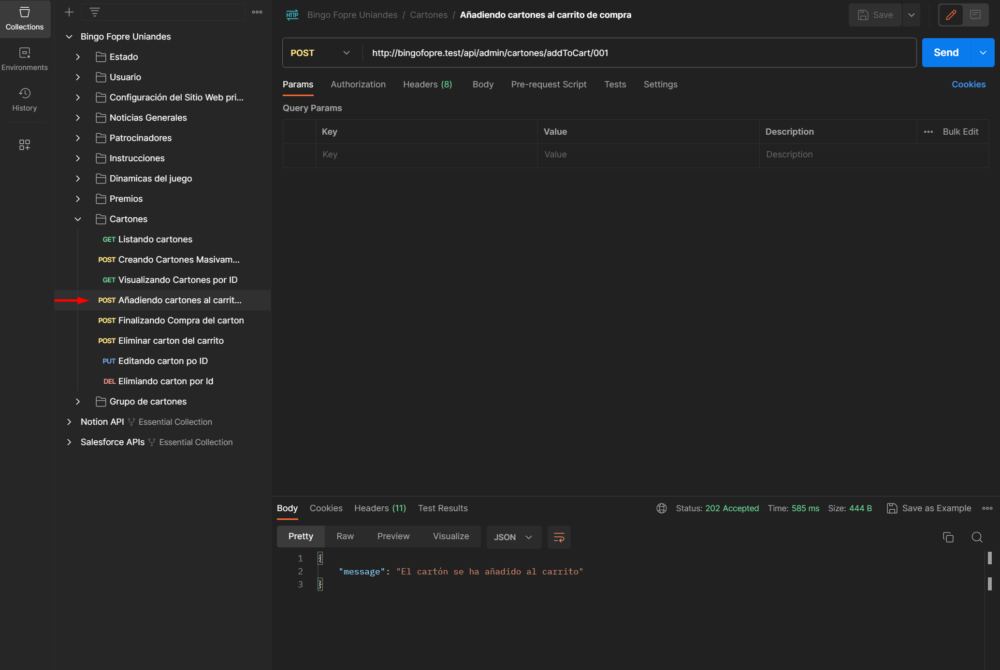 Collections
Environments
History
Bingo Fopre Uniandes
Estado
Usuario
Configuración del Sitio Web pri...
Noticias Generales
Patrocinadores
Instrucciones
Dinamicas del juego
Premios
Cartones
GET Listando cartones
POST Creando Cartones Masivam...
GET Visualizando Cartones por ID
POST Añadiendo cartones al carrit...
POST Finalizando Compra del carton
POST Eliminar carton del carrito
PUT Editando carton po ID
DEL Elimiando carton por Id
Grupo de cartones
Notion API Essential Collection
Salesforce APIs Essential Collection
HTTP Bingo Fopre Uniandes / Cartones / Añadiendo cartones al carrito de compra
Save
POST http://bingofopre.test/api/admin/cartones/addToCart/001
Send
Params Authorization Headers (8) Body Pre-request Script Tests Settings Cookies
Query Params
Key Value Description Bulk Edit
Key Value Description
Body Cookies Headers (11) Test Results Status: 202 Accepted Time: 585 ms Size: 444 B Save as Example
Pretty Raw Preview Visualize JSON
1 {
2 "message": "El cartón se ha añadido al carrito"
3 }